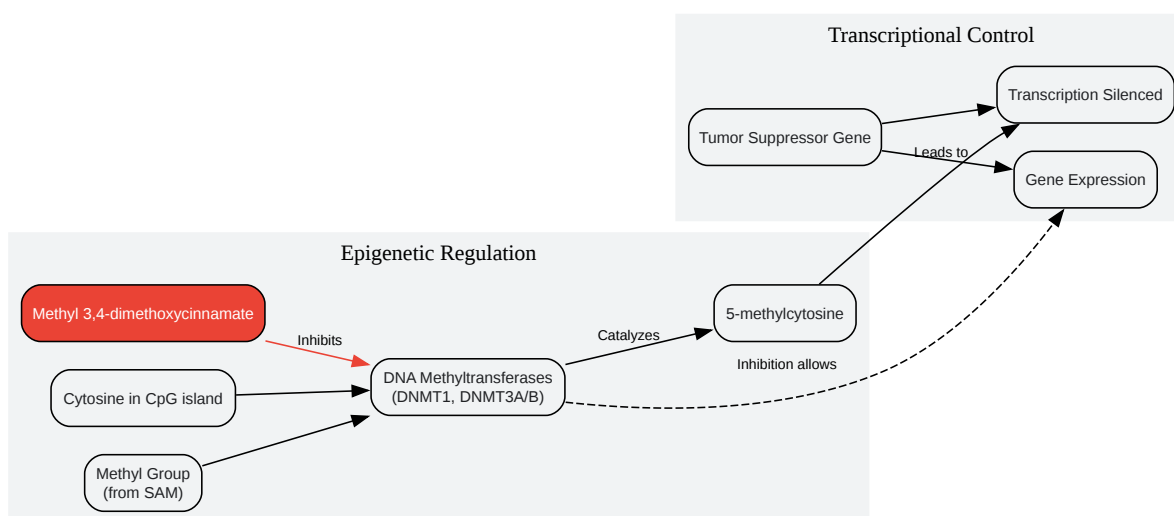 Transcriptional Control
Transcription Silenced
Tumor Suppressor Gene
Leads to
Gene Expression
Epigenetic Regulation
Methyl 3,4-dimethoxycinnamate
Inhibits
5-methylcytosine
Catalyzes
Inhibition allows
DNA Methyltransferases
(DNMT1, DNMT3A/B)
Cytosine in CpG island
Methyl Group
(from SAM)